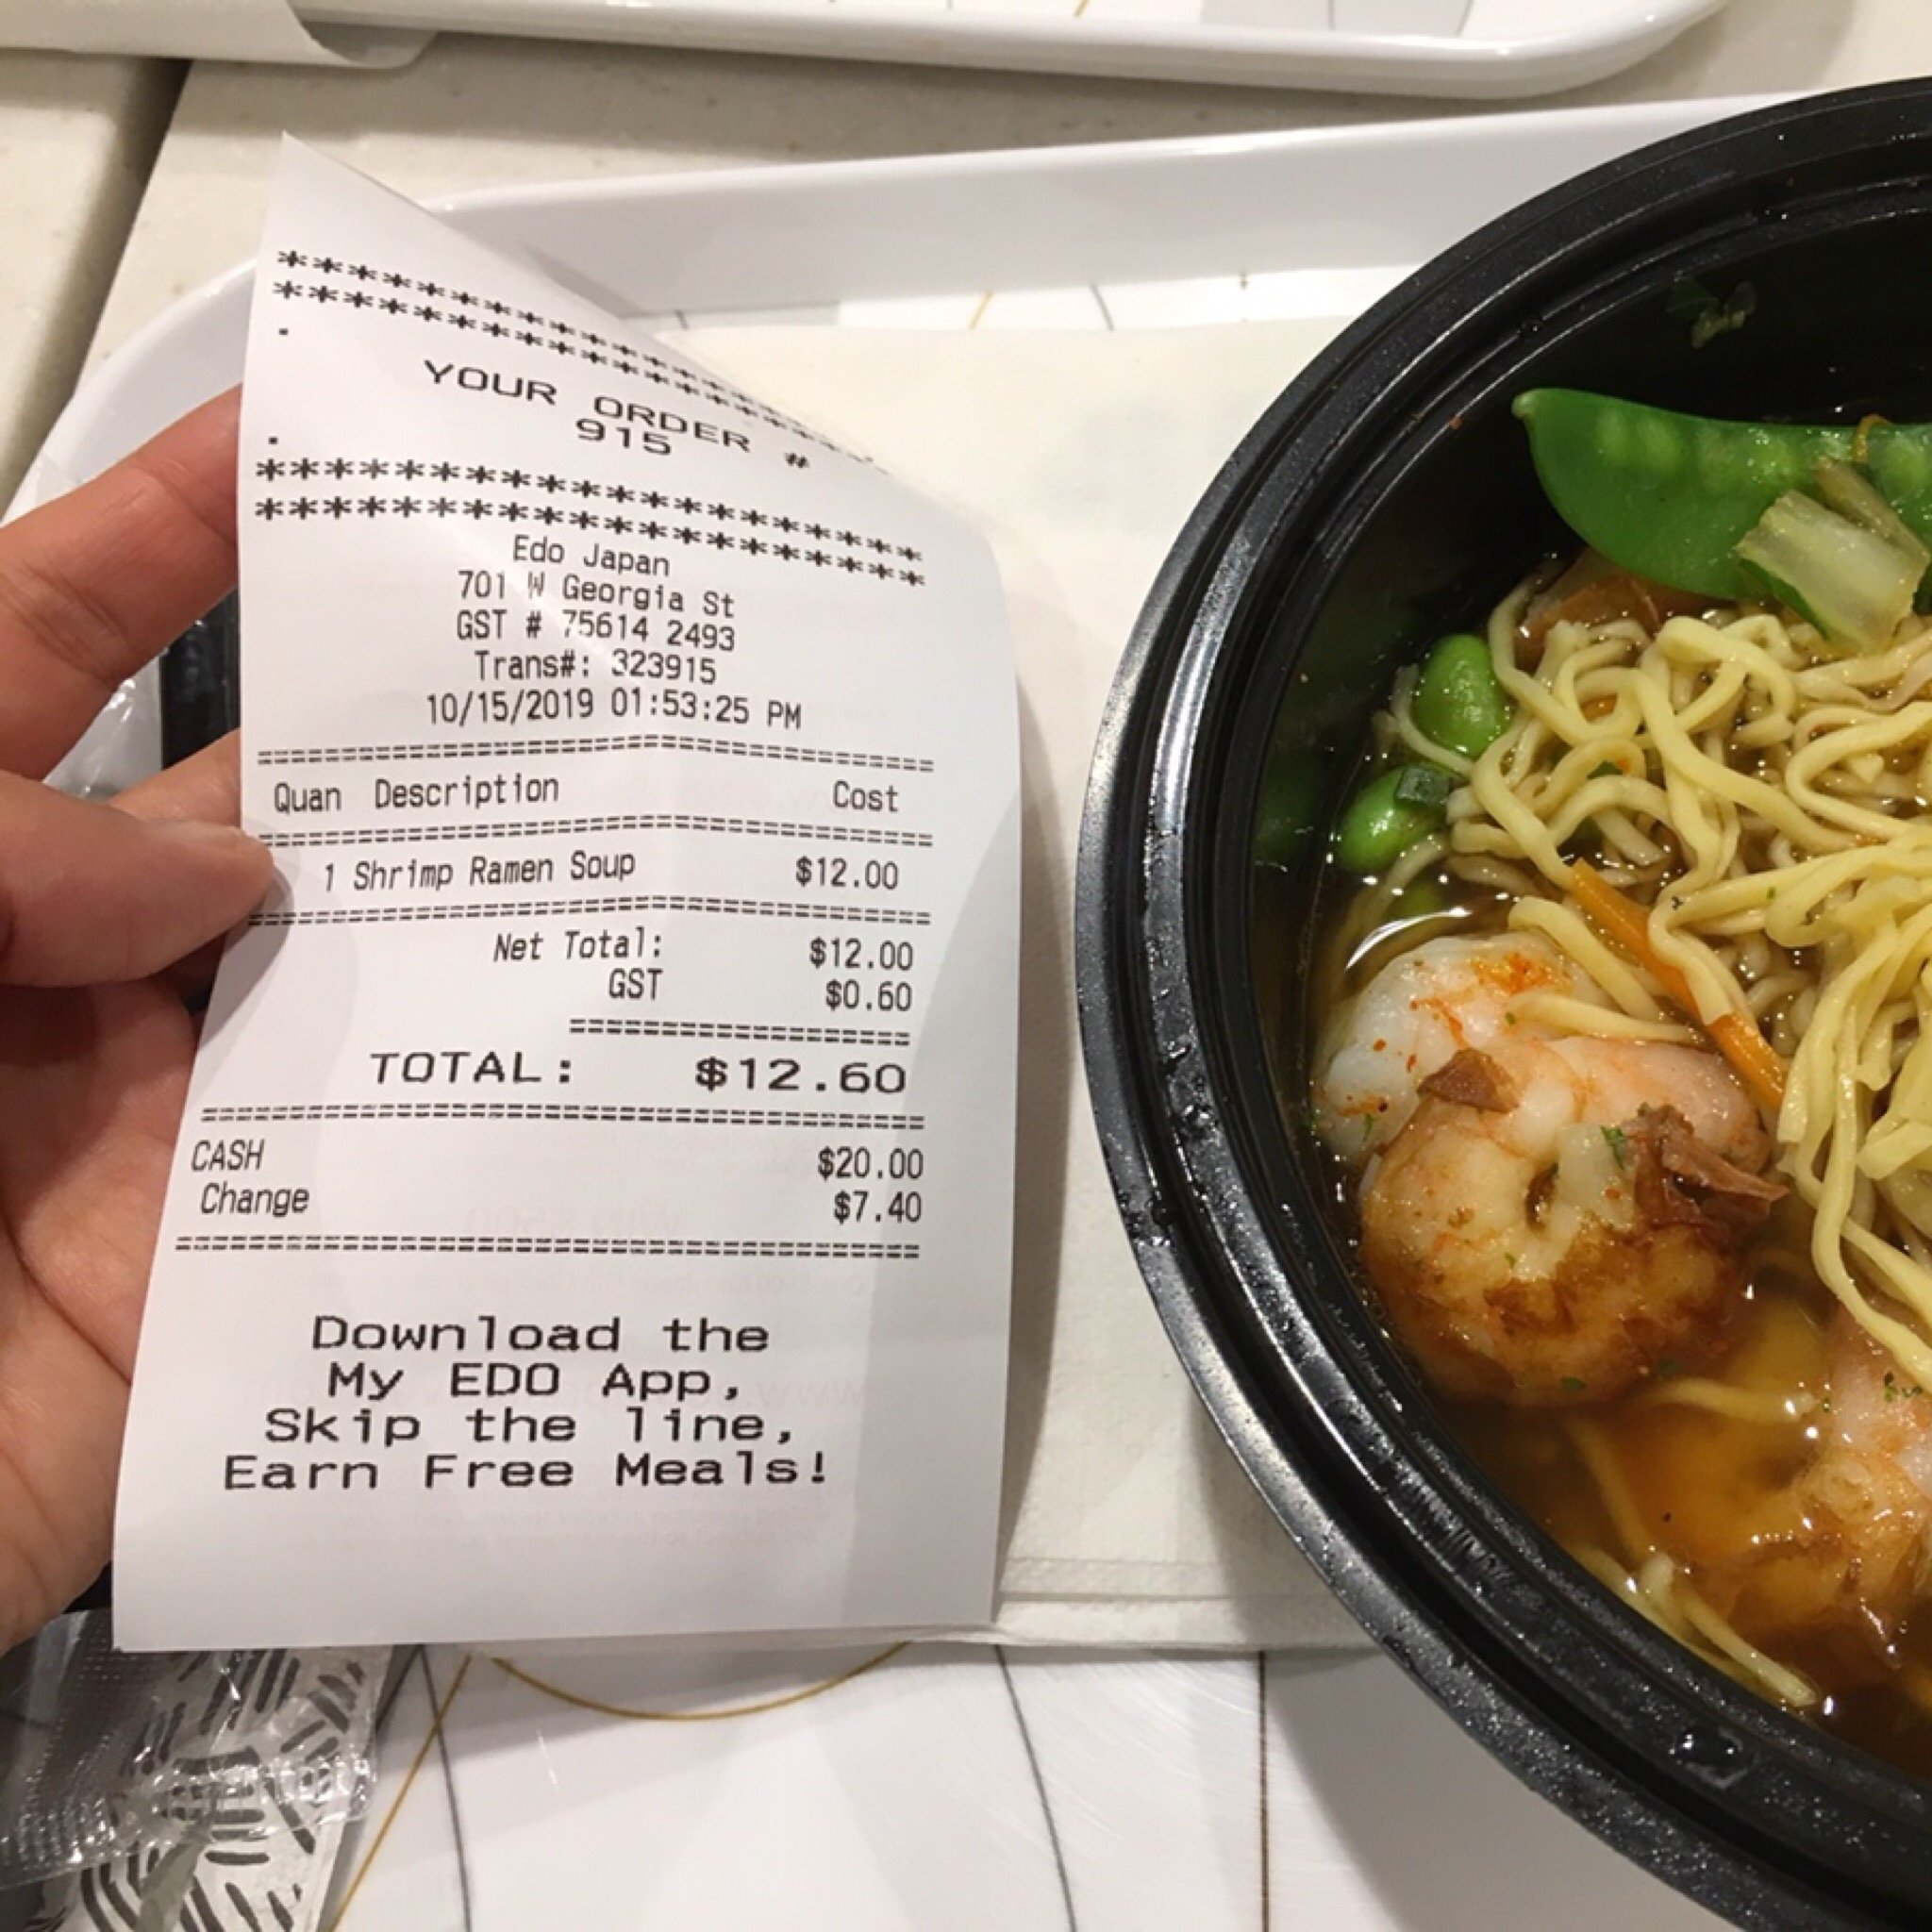 ************************
************************
.
YOUR ORDER #
915
.
*******************
*******************
Edo Japan
701 W Georgia St
GST # 75614 2493
Trans#: 323915
10/15/2019 01:53:25 PM
======================================
Quan Description Cost
======================================
1 Shrimp Ramen Soup $12.00
======================================
Net Total: $12.00
GST $0.60
===================
TOTAL: $12.60
======================================
CASH $20.00
Change $7.40
======================================
Download the
My EDO App,
Skip the line,
Earn Free Meals!